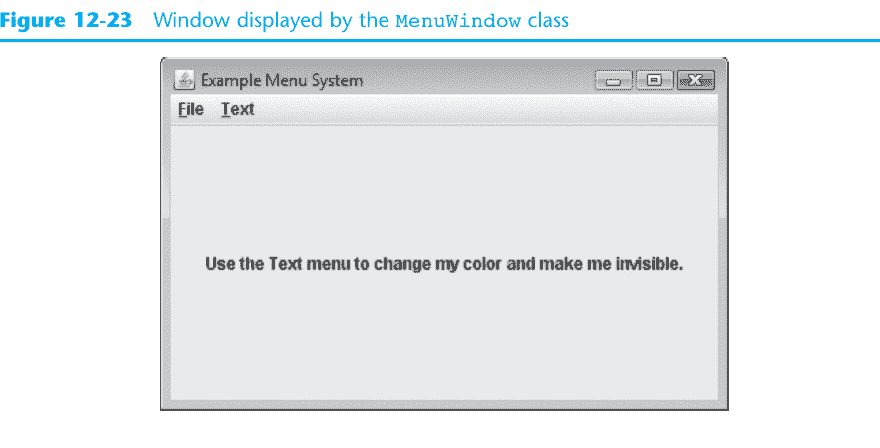 Figure 12-23 Window displayed by the MenuWindow class
Example Menu System
File Text
Use the Text menu to change my color and make me invisible.